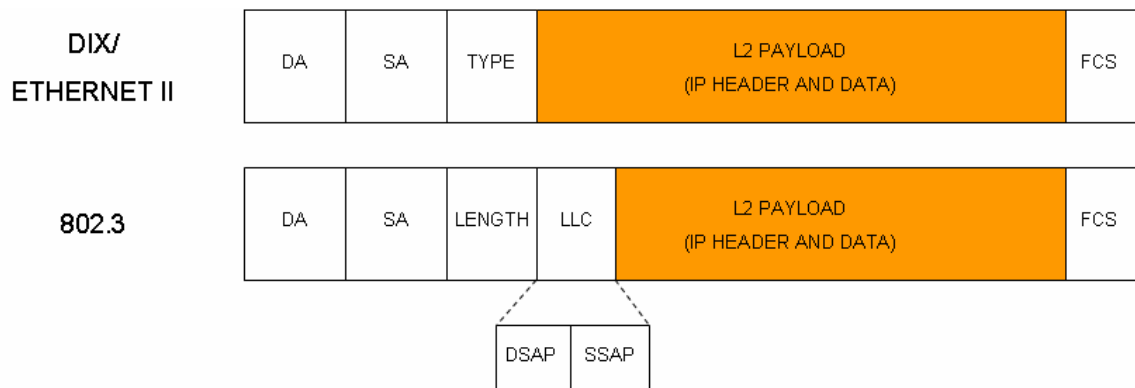 DIX/
ETHERNET II
DA SA TYPE L2 PAYLOAD FCS
(IP HEADER AND DATA)
802.3
DA SA LENGTH LLC L2 PAYLOAD FCS
(IP HEADER AND DATA)
DSAP SSAP